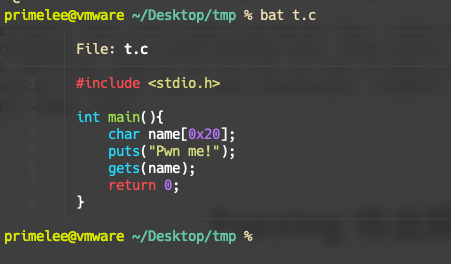 primelee@vmware ~/Desktop/tmp % bat t.c
File: t.c
1 #include <stdio.h>
2
3 int main(){
4 char name[0x20];
5 puts("Pwn me!");
6 gets(name);
7 return 0;
8 }
primelee@vmware ~/Desktop/tmp %